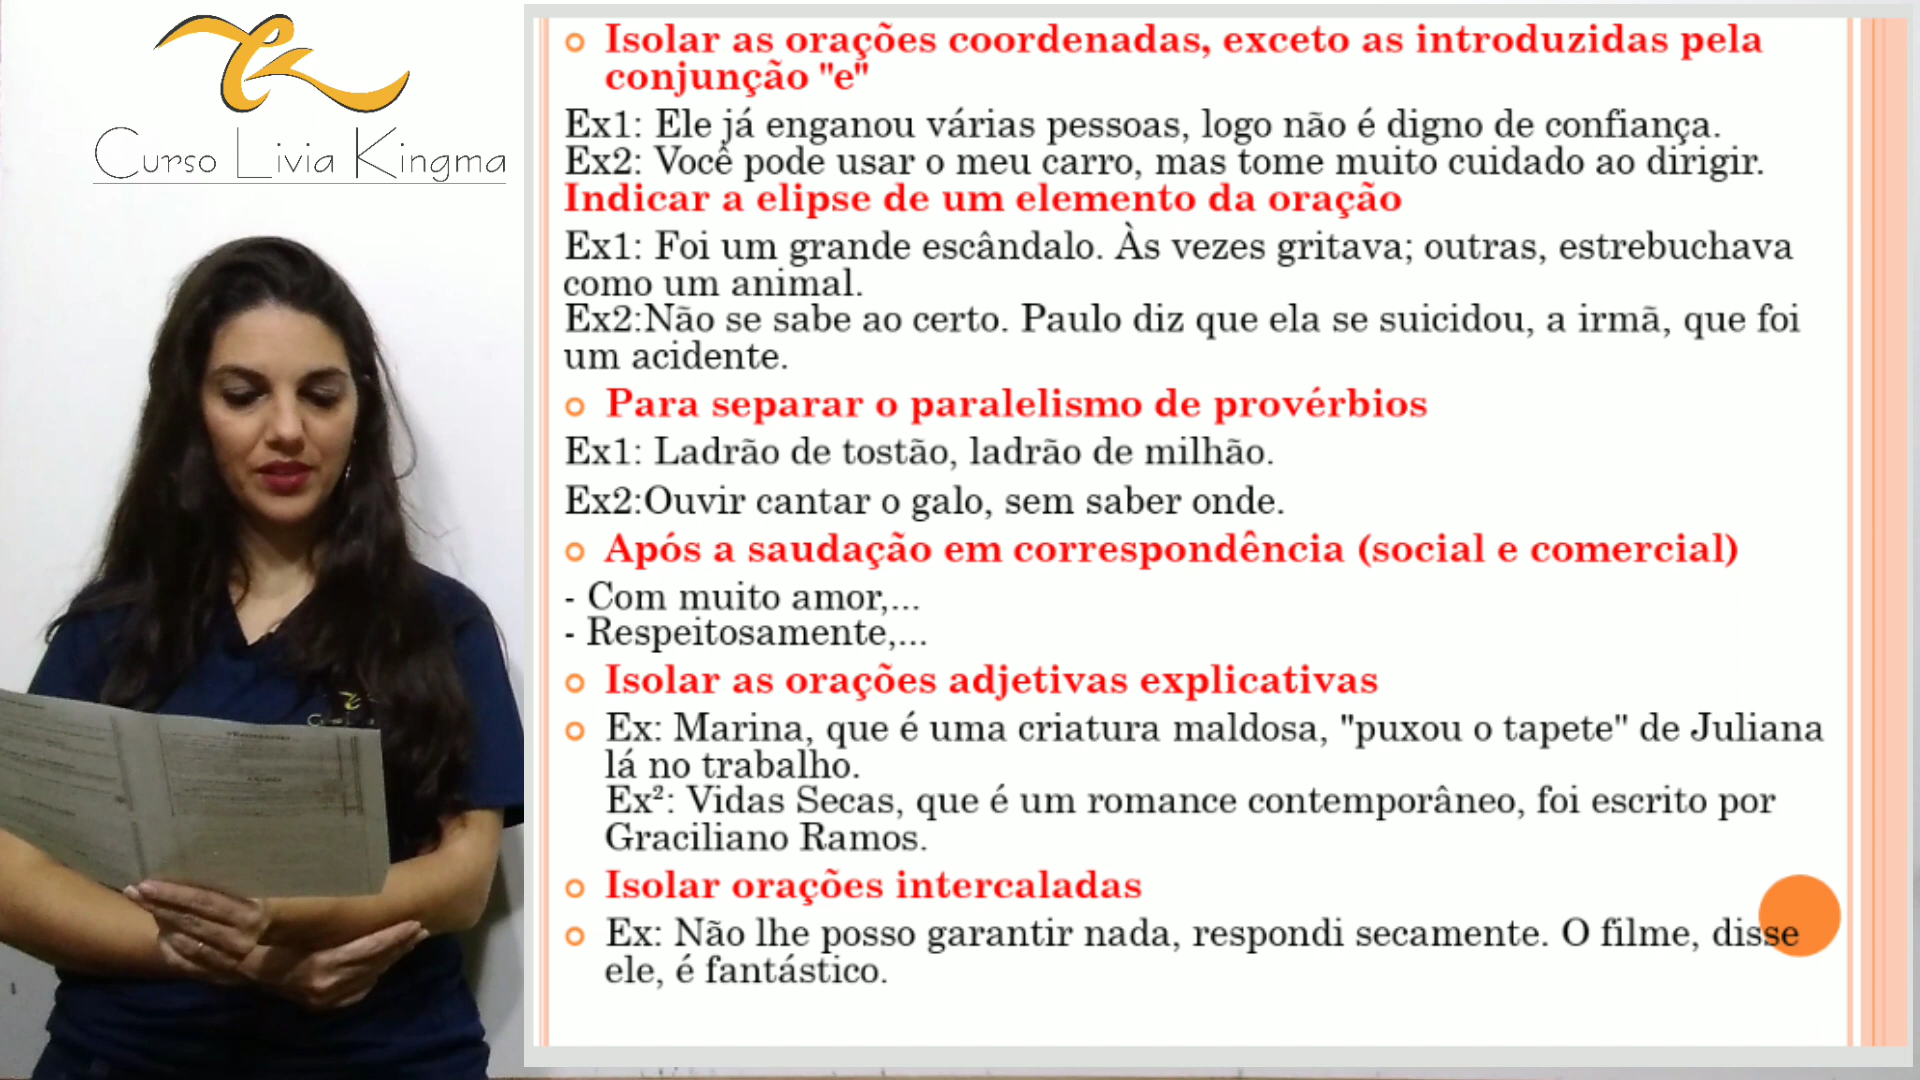 Curso Livia Kingma
Isolar as orações coordenadas, exceto as introduzidas pela
conjunção "e"
Ex1: Ele já enganou várias pessoas, logo não é digno de confiança.
Ex2: Você pode usar o meu carro, mas tome muito cuidado ao dirigir.
Indicar a elipse de um elemento da oração
Ex1: Foi um grande escândalo. Às vezes gritava; outras, estrebuchava
como um animal.
Ex2:Não se sabe ao certo. Paulo diz que ela se suicidou, a irmã, que foi
um acidente.
Para separar o paralelismo de provérbios
Ex1: Ladrão de tostão, ladrão de milhão.
Ex2:Ouvir cantar o galo, sem saber onde.
Após a saudação em correspondência (social e comercial)
- Com muito amor,...
- Respeitosamente,...
Isolar as orações adjetivas explicativas
Ex: Marina, que é uma criatura maldosa, "puxou o tapete" de Juliana
lá no trabalho.
Ex²: Vidas Secas, que é um romance contemporâneo, foi escrito por
Graciliano Ramos.
Isolar orações intercaladas
Ex: Não lhe posso garantir nada, respondi secamente. O filme, disse
ele, é fantástico.